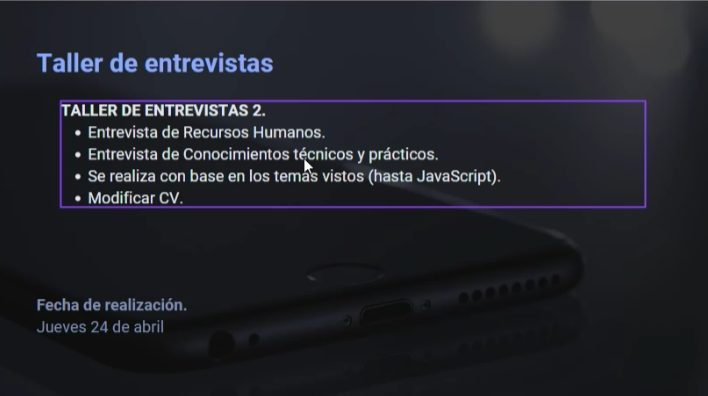 Taller de entrevistas
TALLER DE ENTREVISTAS 2.
• Entrevista de Recursos Humanos.
• Entrevista de Conocimientos técnicos y prácticos.
• Se realiza con base en los temas vistos (hasta JavaScript).
• Modificar CV.
Fecha de realización.
Jueves 24 de abril